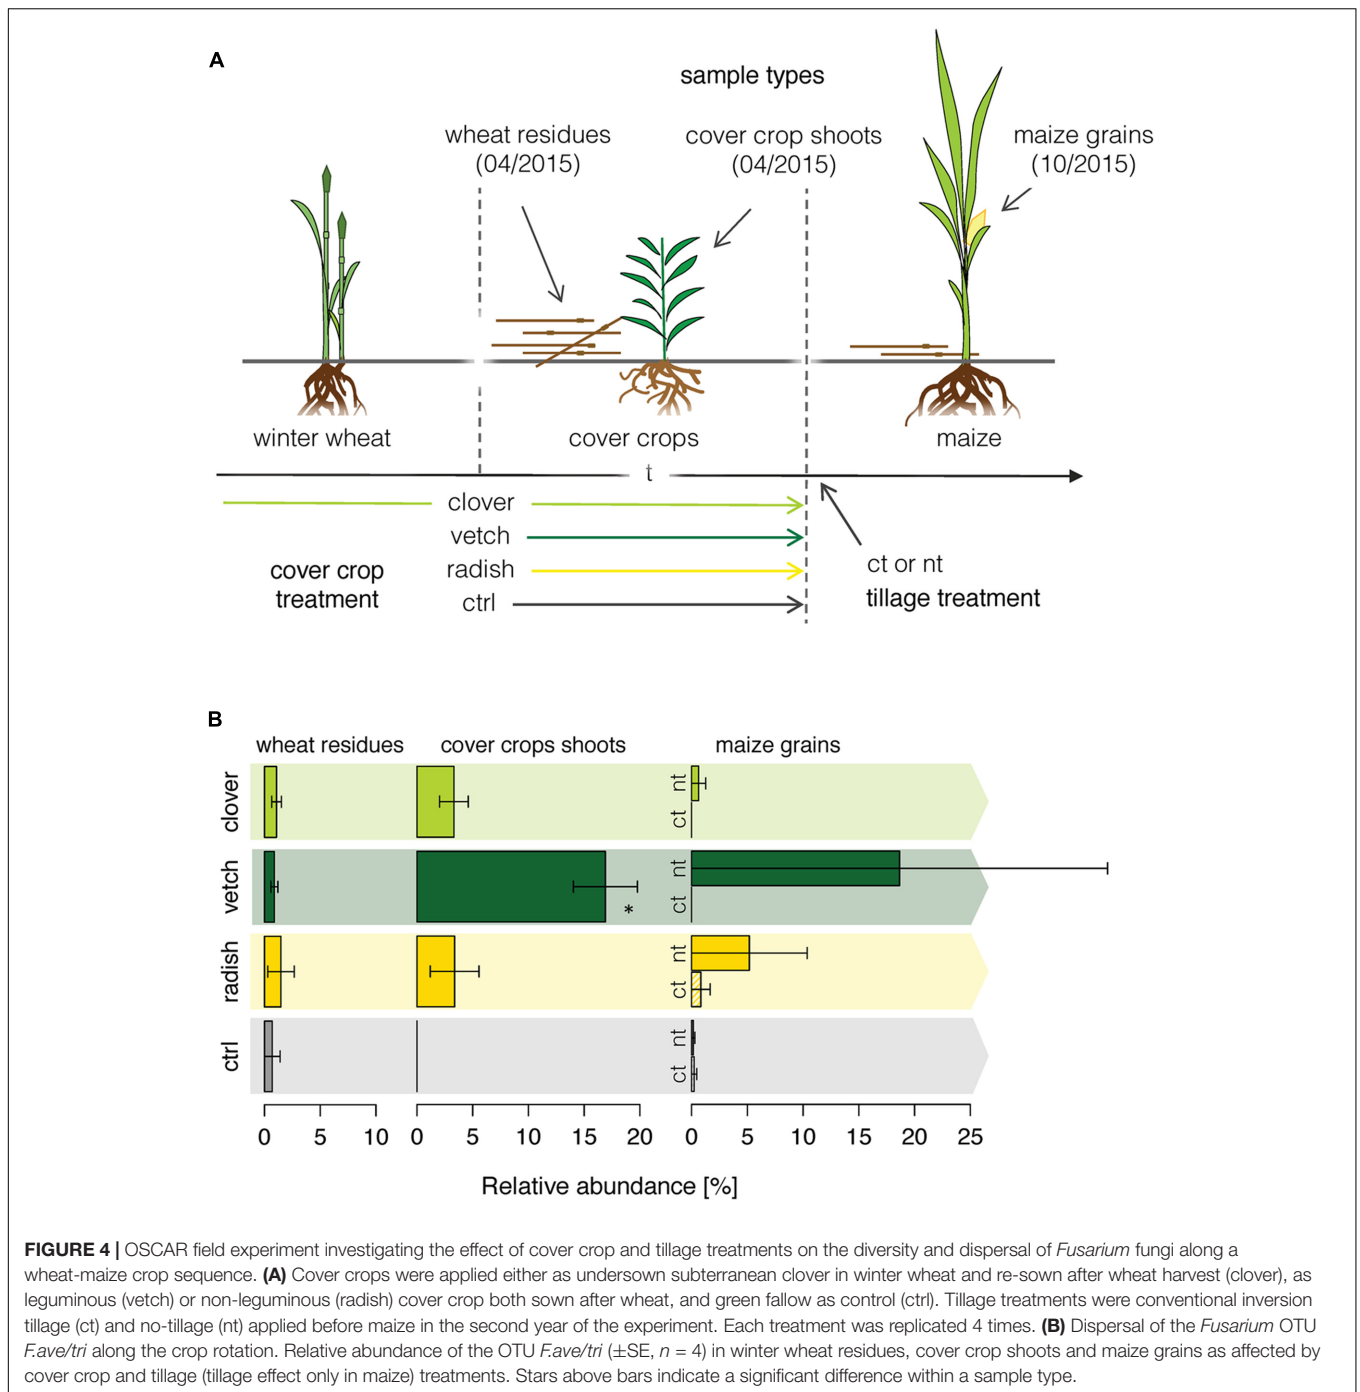 A
sample types
wheat residues
(04/2015)
cover crop shoots
(04/2015)
maize grains
(10/2015)
winter wheat
cover crops
maize
t
clover
vetch
radish
ctrl
cover crop
treatment
ct or nt
tillage treatment
B
wheat residues
cover crops shoots
maize grains
clover
nt
ct
vetch
nt
ct
*
radish
nt
ct
ctrl
nt
ct
0 5 10 0 5 10 15 20 0 5 10 15 20 25
Relative abundance [%]
FIGURE 4 | OSCAR field experiment investigating the effect of cover crop and tillage treatments on the diversity and dispersal of Fusarium fungi along a
wheat-maize crop sequence. (A) Cover crops were applied either as undersown subterranean clover in winter wheat and re-sown after wheat harvest (clover), as
leguminous (vetch) or non-leguminous (radish) cover crop both sown after wheat, and green fallow as control (ctrl). Tillage treatments were conventional inversion
tillage (ct) and no-tillage (nt) applied before maize in the second year of the experiment. Each treatment was replicated 4 times. (B) Dispersal of the Fusarium OTU
F.ave/tri along the crop rotation. Relative abundance of the OTU F.ave/tri (±SE, n = 4) in winter wheat residues, cover crop shoots and maize grains as affected by
cover crop and tillage (tillage effect only in maize) treatments. Stars above bars indicate a significant difference within a sample type.